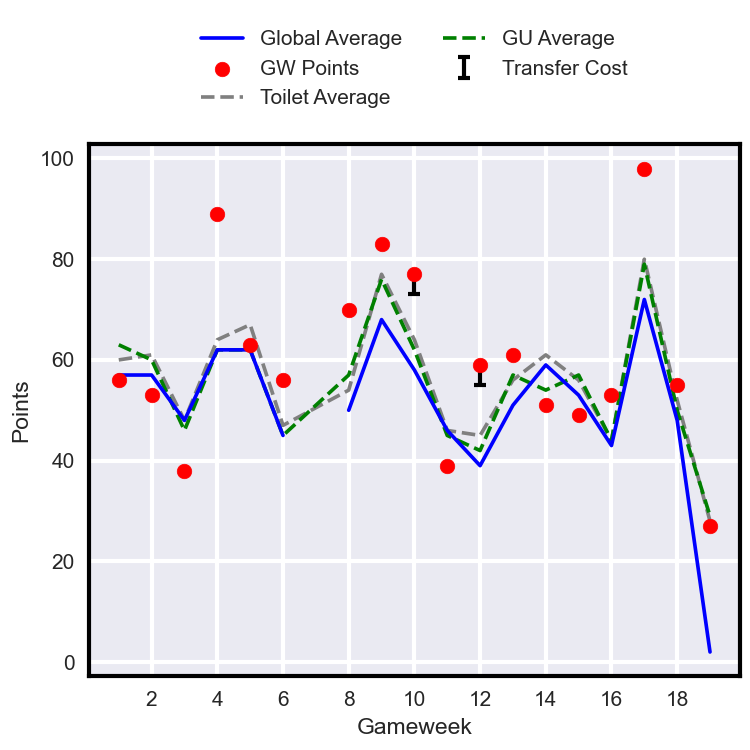 Global Average
GW Points
Toilet Average
GU Average
Transfer Cost
100
80
60
40
20
0
Points
2 4 6 8 10 12 14 16 18
Gameweek